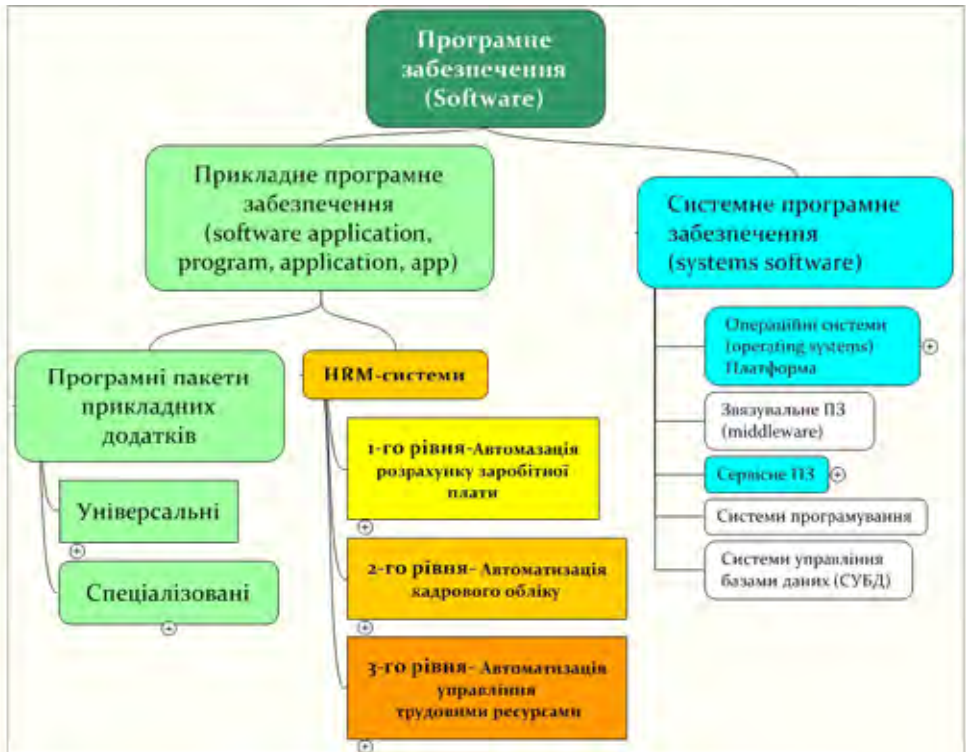 Програмне
забезпечення
(Software)
Прикладне програмне
забезпечення
(software application,
program, application, app)
Системне програмне
забезпечення
(systems software)
Програмні пакети
прикладних
додатків
Універсальні
Спеціалізовані
HRM-системи
1-го рівня-Автомазація
розрахунку заробітної
плати
2-го рівня- Автоматизація
кадрового обліку
3-го рівня- Автоматизація
управління
трудовими ресурсами
Операційні системи
(operating systems)
Платформа
Звязувальне ПЗ
(middleware)
Сервісне ПЗ
Системи програмування
Системи управління
базами даних (СУБД)